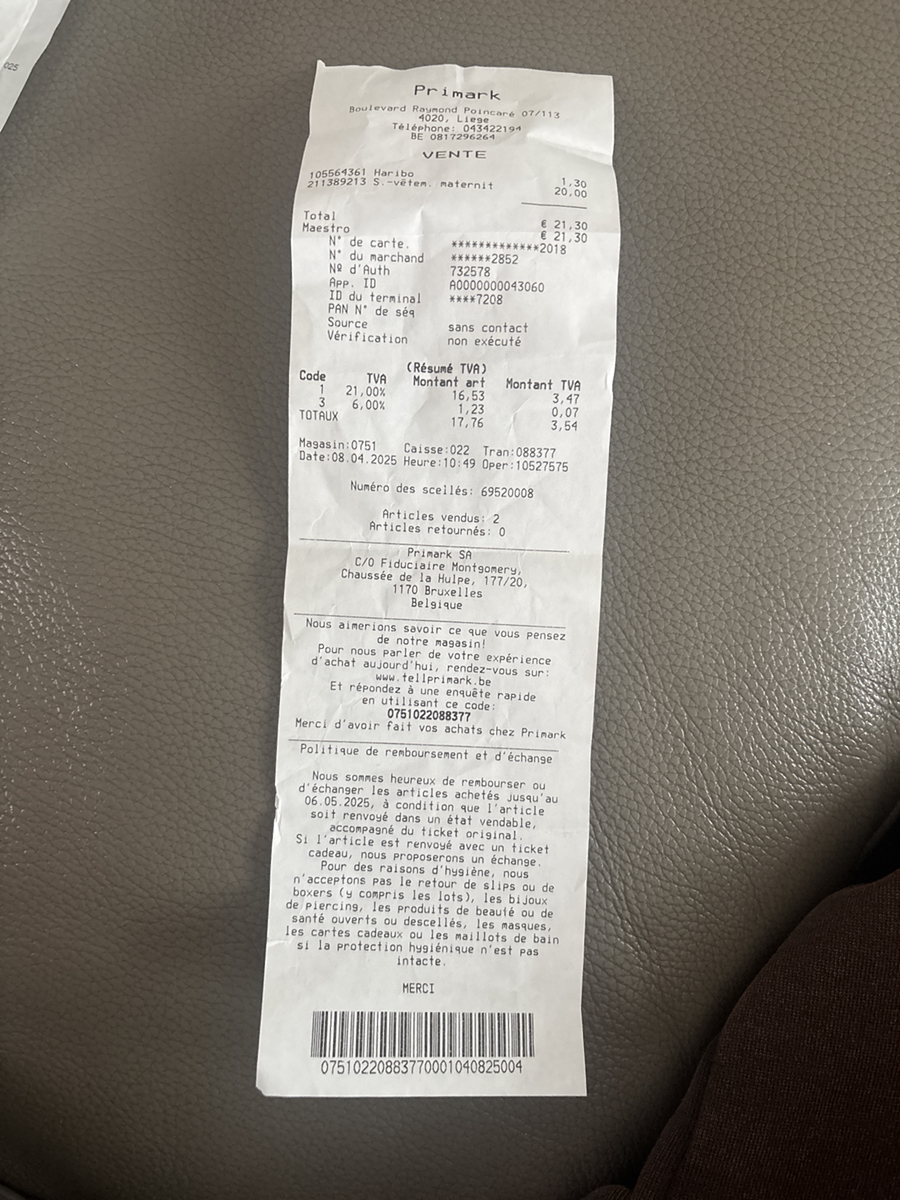 025
Primark
Boulevard Raymond Poincaré 07/113
4020, Liege
Téléphone: 043422194
BE 0817296264
VENTE
105564361 Haribo 1,30
211389213 S.-vêtem. maternit 20,00
Total € 21,30
Maestro € 21,30
N° de carte. *************2018
N° du marchand ******2852
Nº d'Auth 732578
App. ID A0000000043060
ID du terminal ****7208
PAN N° de séq
Source sans contact
Vérification non exécuté
(Résumé TVA)
Code TVA Montant art Montant TVA
1 21,00% 16,53 3,47
3 6,00% 1,23 0,07
TOTAUX 17,76 3,54
Magasin:0751 Caisse:022 Tran:088377
Date:08.04.2025 Heure:10:49 Oper:10527575
Numéro des scellés: 69520008
Articles vendus: 2
Articles retournés: 0
Primark SA
C/O Fiduciaire Montgomery,
Chaussée de la Hulpe, 177/20,
1170 Bruxelles
Belgique
Nous aimerions savoir ce que vous pensez
de notre magasin!
Pour nous parler de votre expérience
d'achat aujourd'hui, rendez-vous sur:
www.tellprimark.be
Et répondez à une enquête rapide
en utilisant ce code:
0751022088377
Merci d'avoir fait vos achats chez Primark
Politique de remboursement et d'échange
Nous sommes heureux de rembourser ou
d'échanger les articles achetés jusqu'au
06.05.2025, à condition que l'article
soit renvoyé dans un état vendable,
accompagné du ticket original.
Si l'article est renvoyé avec un ticket
cadeau, nous proposerons un échange.
Pour des raisons d'hygiène, nous
n'acceptons pas le retour de slips ou de
boxers (y compris les lots), les bijoux
de piercing, les produits de beauté ou de
santé ouverts ou descellés, les masques,
les cartes cadeaux ou les maillots de bain
si la protection hygiénique n'est pas
intacte.
MERCI
07510220883770001040825004